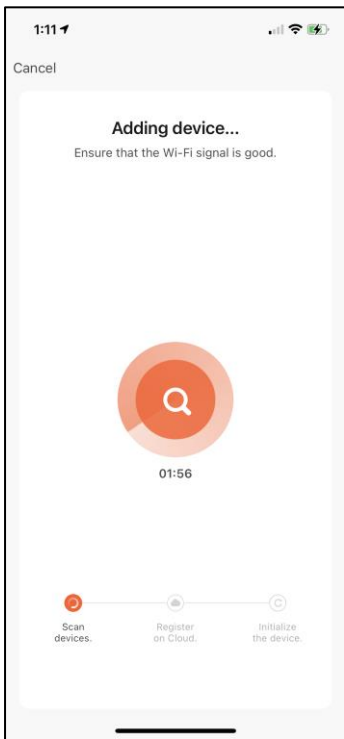 1:11
Cancel
Adding device...
Ensure that the Wi-Fi signal is good.
01:56
Scan
devices.
Register
on Cloud.
Initialize
the device.